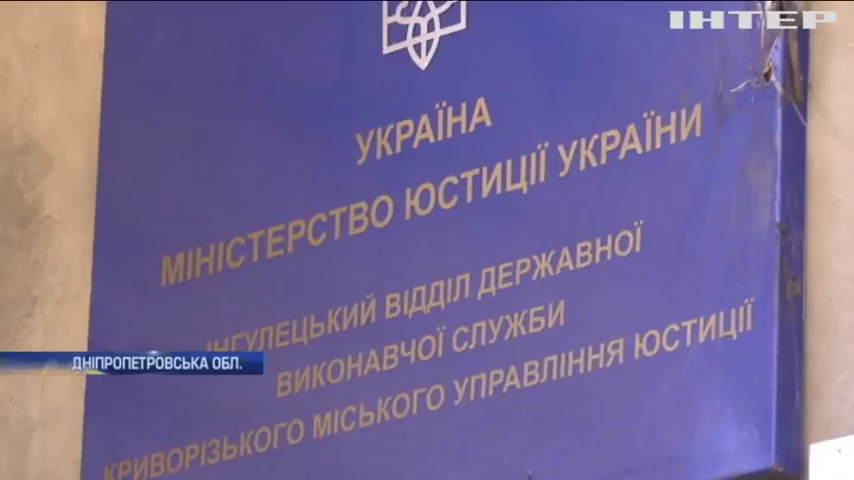 ІНТЕР
УКРАЇНА
МІНІСТЕРСТВО ЮСТИЦІЇ УКРАЇНИ
ІНГУЛЕЦЬКИЙ ВІДДІЛ ДЕРЖАВНОЇ
ВИКОНАВЧОЇ СЛУЖБИ
КРИВОРІЗЬКОГО МІСЬКОГО УПРАВЛІННЯ ЮСТИЦІЇ
ДНІПРОПЕТРОВСЬКА ОБЛ.